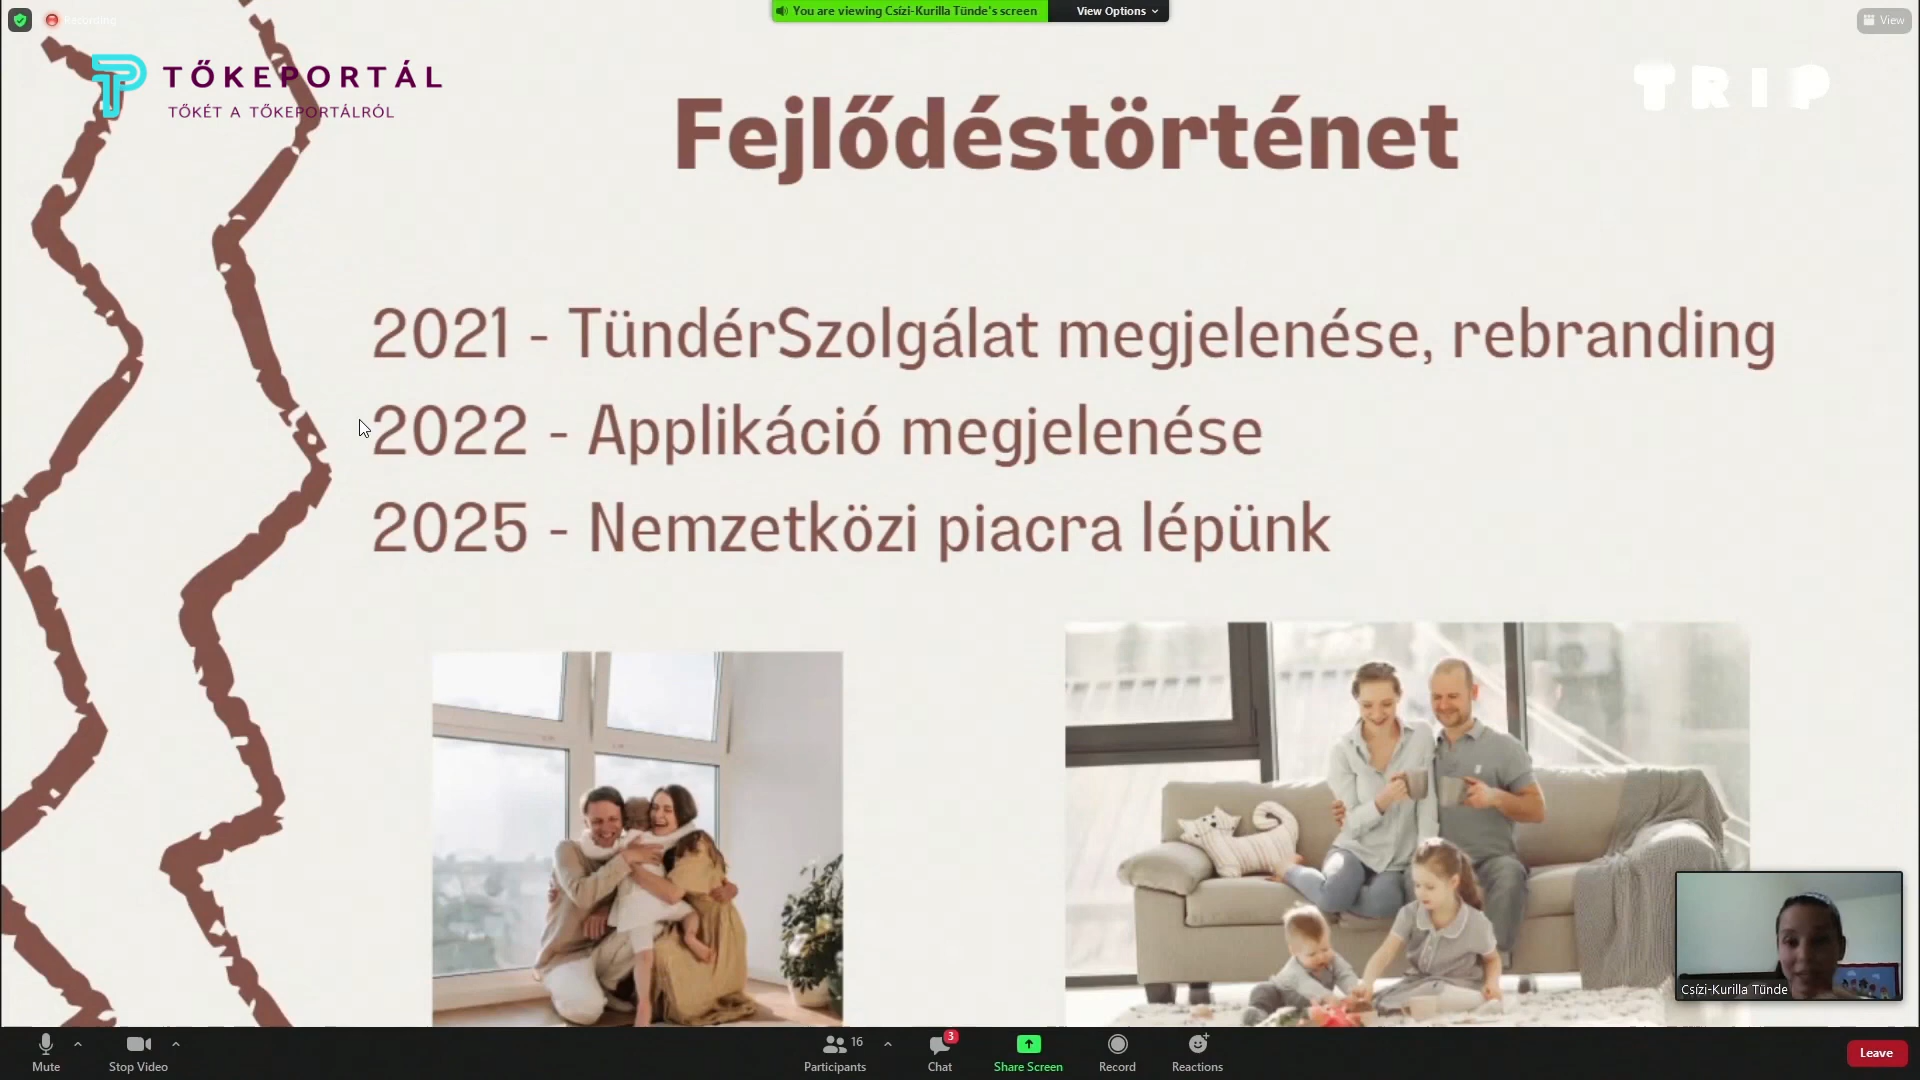 Recording
You are viewing Csízi-Kurilla Tünde's screen
View Options
View
TŐKEPORTÁL
TŐKÉT A TŐKEPORTÁLRÓL
TRIP
Fejlődéstörténet
2021 - TündérSzolgálat megjelenése, rebranding
2022 - Applikáció megjelenése
2025 - Nemzetközi piacra lépünk
Csízi-Kurilla Tünde
Mute
Stop Video
16
Participants
3
Chat
Share Screen
Record
Reactions
Leave